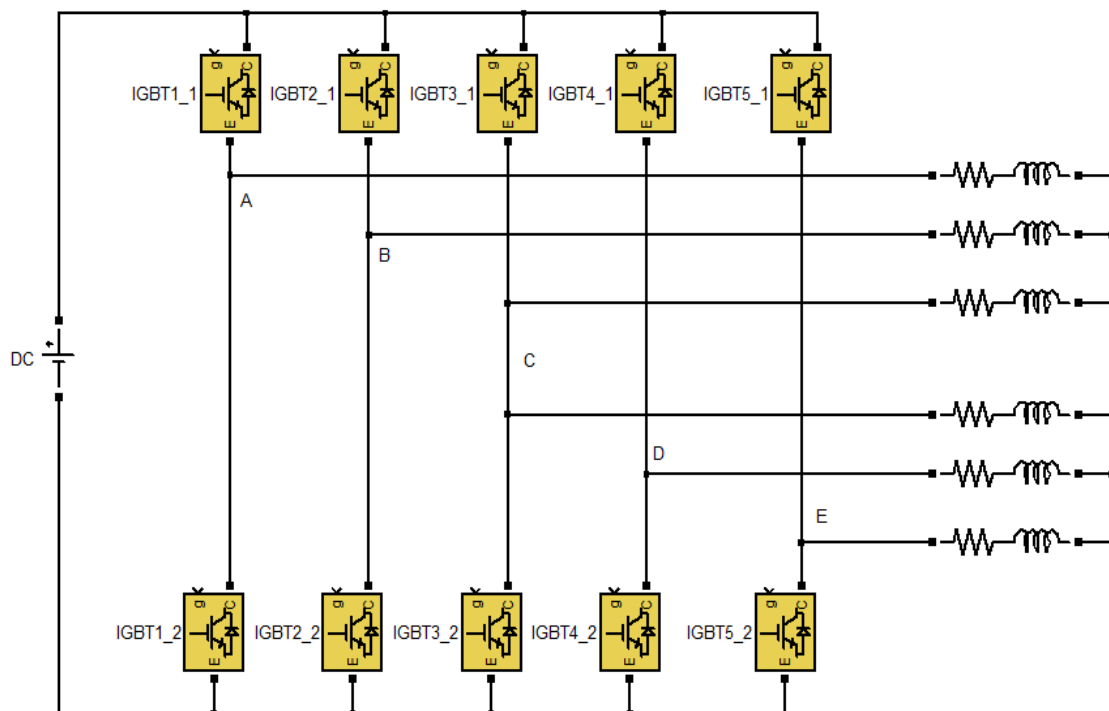 g C E
g C E
g C E
g C E
g C E
IGBT1_1 IGBT2_1 IGBT3_1 IGBT4_1 IGBT5_1
A
B
DC
C
D
E
g C E
g C E
g C E
g C E
g C E
IGBT1_2 IGBT2_2 IGBT3_2 IGBT4_2 IGBT5_2